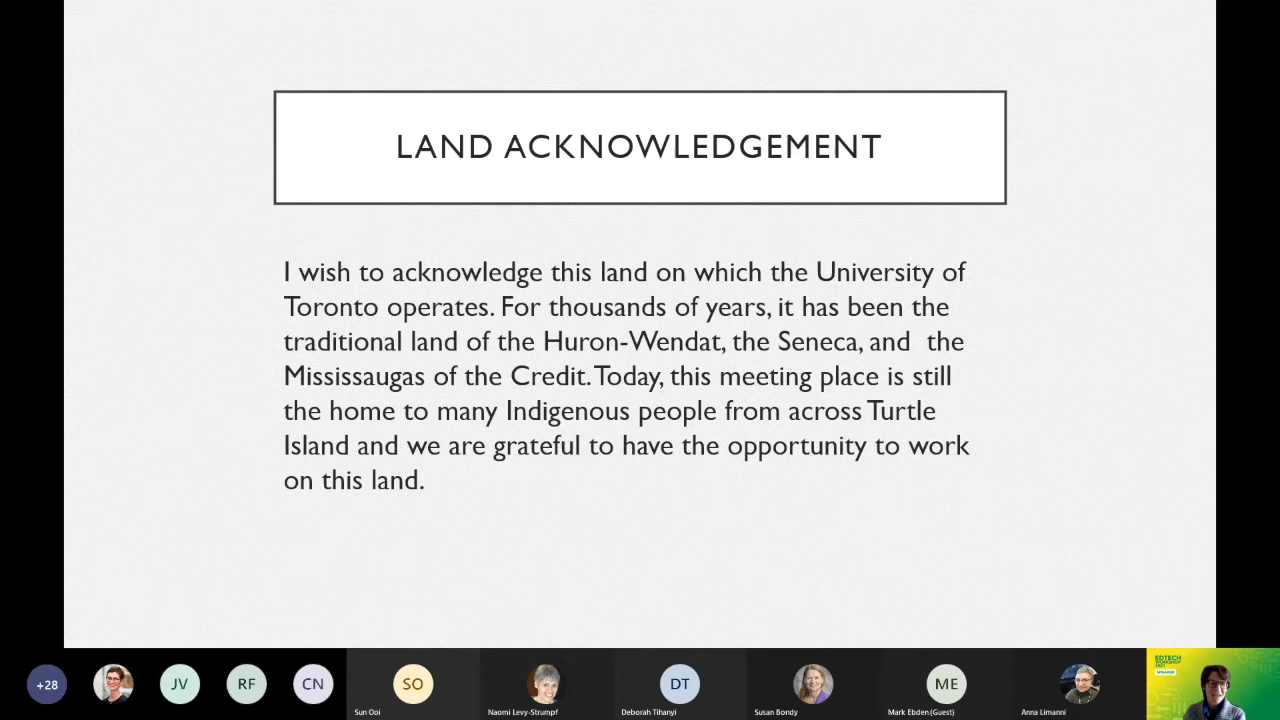 LAND ACKNOWLEDGEMENT
I wish to acknowledge this land on which the University of
Toronto operates. For thousands of years, it has been the
traditional land of the Huron-Wendat, the Seneca, and  the
Mississaugas of the Credit. Today, this meeting place is still
the home to many Indigenous people from across Turtle
Island and we are grateful to have the opportunity to work
on this land.
+28
JV
RF
CN
SO
Sun Ooi
Naomi Levy-Strumpf
DT
Deborah Tihanyi
Susan Bondy
ME
Mark Ebden (Guest)
Anna Limanni
EDTECH
WORKSHOP
2021
SPEAKER